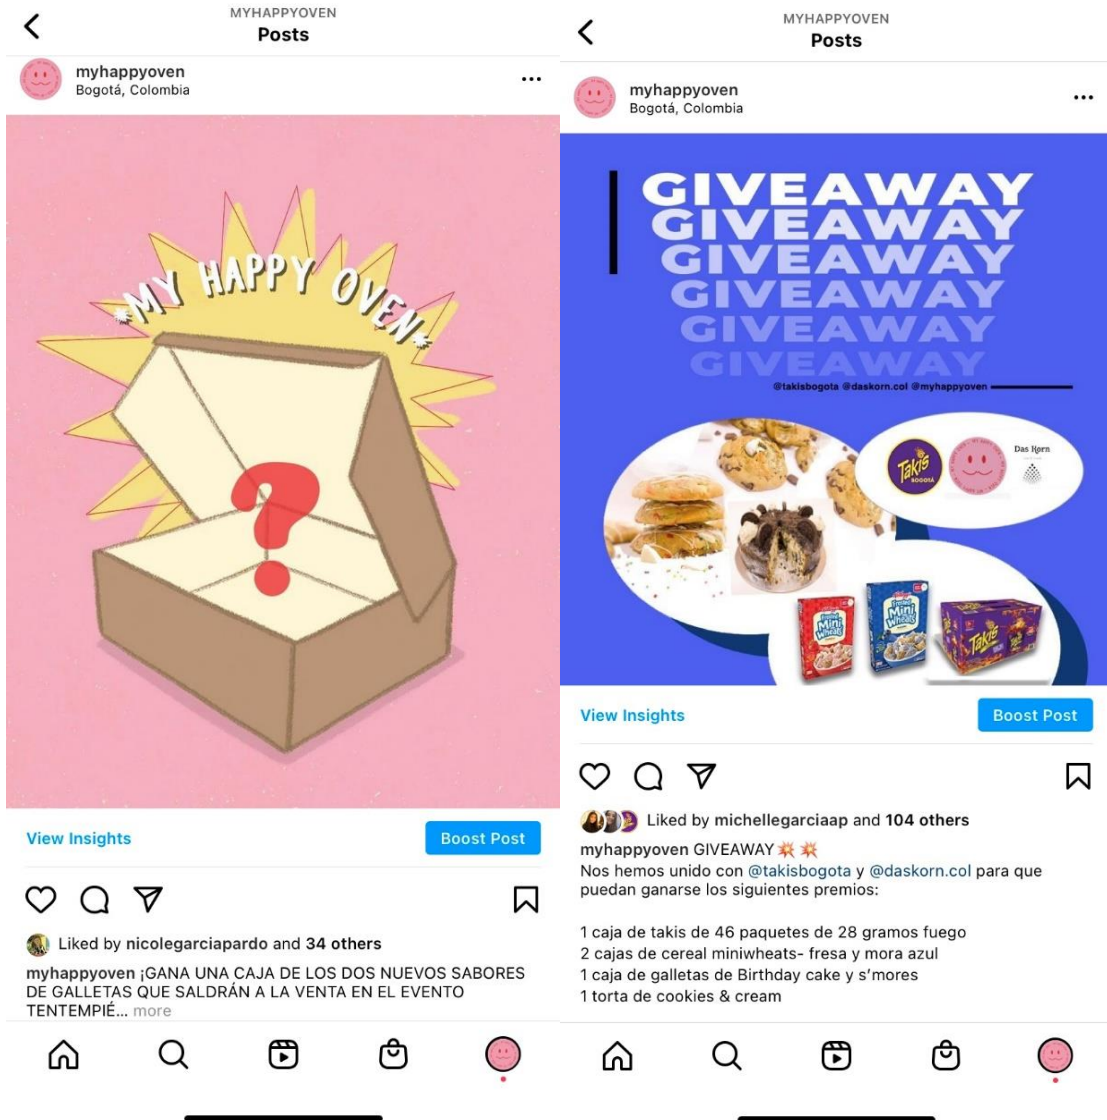 MYHAPPYOVEN
Posts
myhappyoven
Bogotá, Colombia
*MY HAPPY OVEN*
?
View Insights
Boost Post
Liked by nicolegarciapardo and 34 others
myhappyoven ¡GANA UNA CAJA DE LOS DOS NUEVOS SABORES
DE GALLETAS QUE SALDRÁN A LA VENTA EN EL EVENTO
TENTEMPIÉ... more
MYHAPPYOVEN
Posts
myhappyoven
Bogotá, Colombia
GIVEAWAY
GIVEAWAY
GIVEAWAY
GIVEAWAY
GIVEAWAY
GIVEAWAY
@takisbogota @daskorn.col @myhappyoven
Takis
BOGOTÁ
Das Korn
Frosted
Mini
Wheats
Frosted
Mini
Wheats
Takis
View Insights
Boost Post
Liked by michellegarciaap and 104 others
myhappyoven GIVEAWAY 💥 💥
Nos hemos unido con @takisbogota y @daskorn.col para que
puedan ganarse los siguientes premios:
1 caja de takis de 46 paquetes de 28 gramos fuego
2 cajas de cereal miniwheats- fresa y mora azul
1 caja de galletas de Birthday cake y s’mores
1 torta de cookies & cream